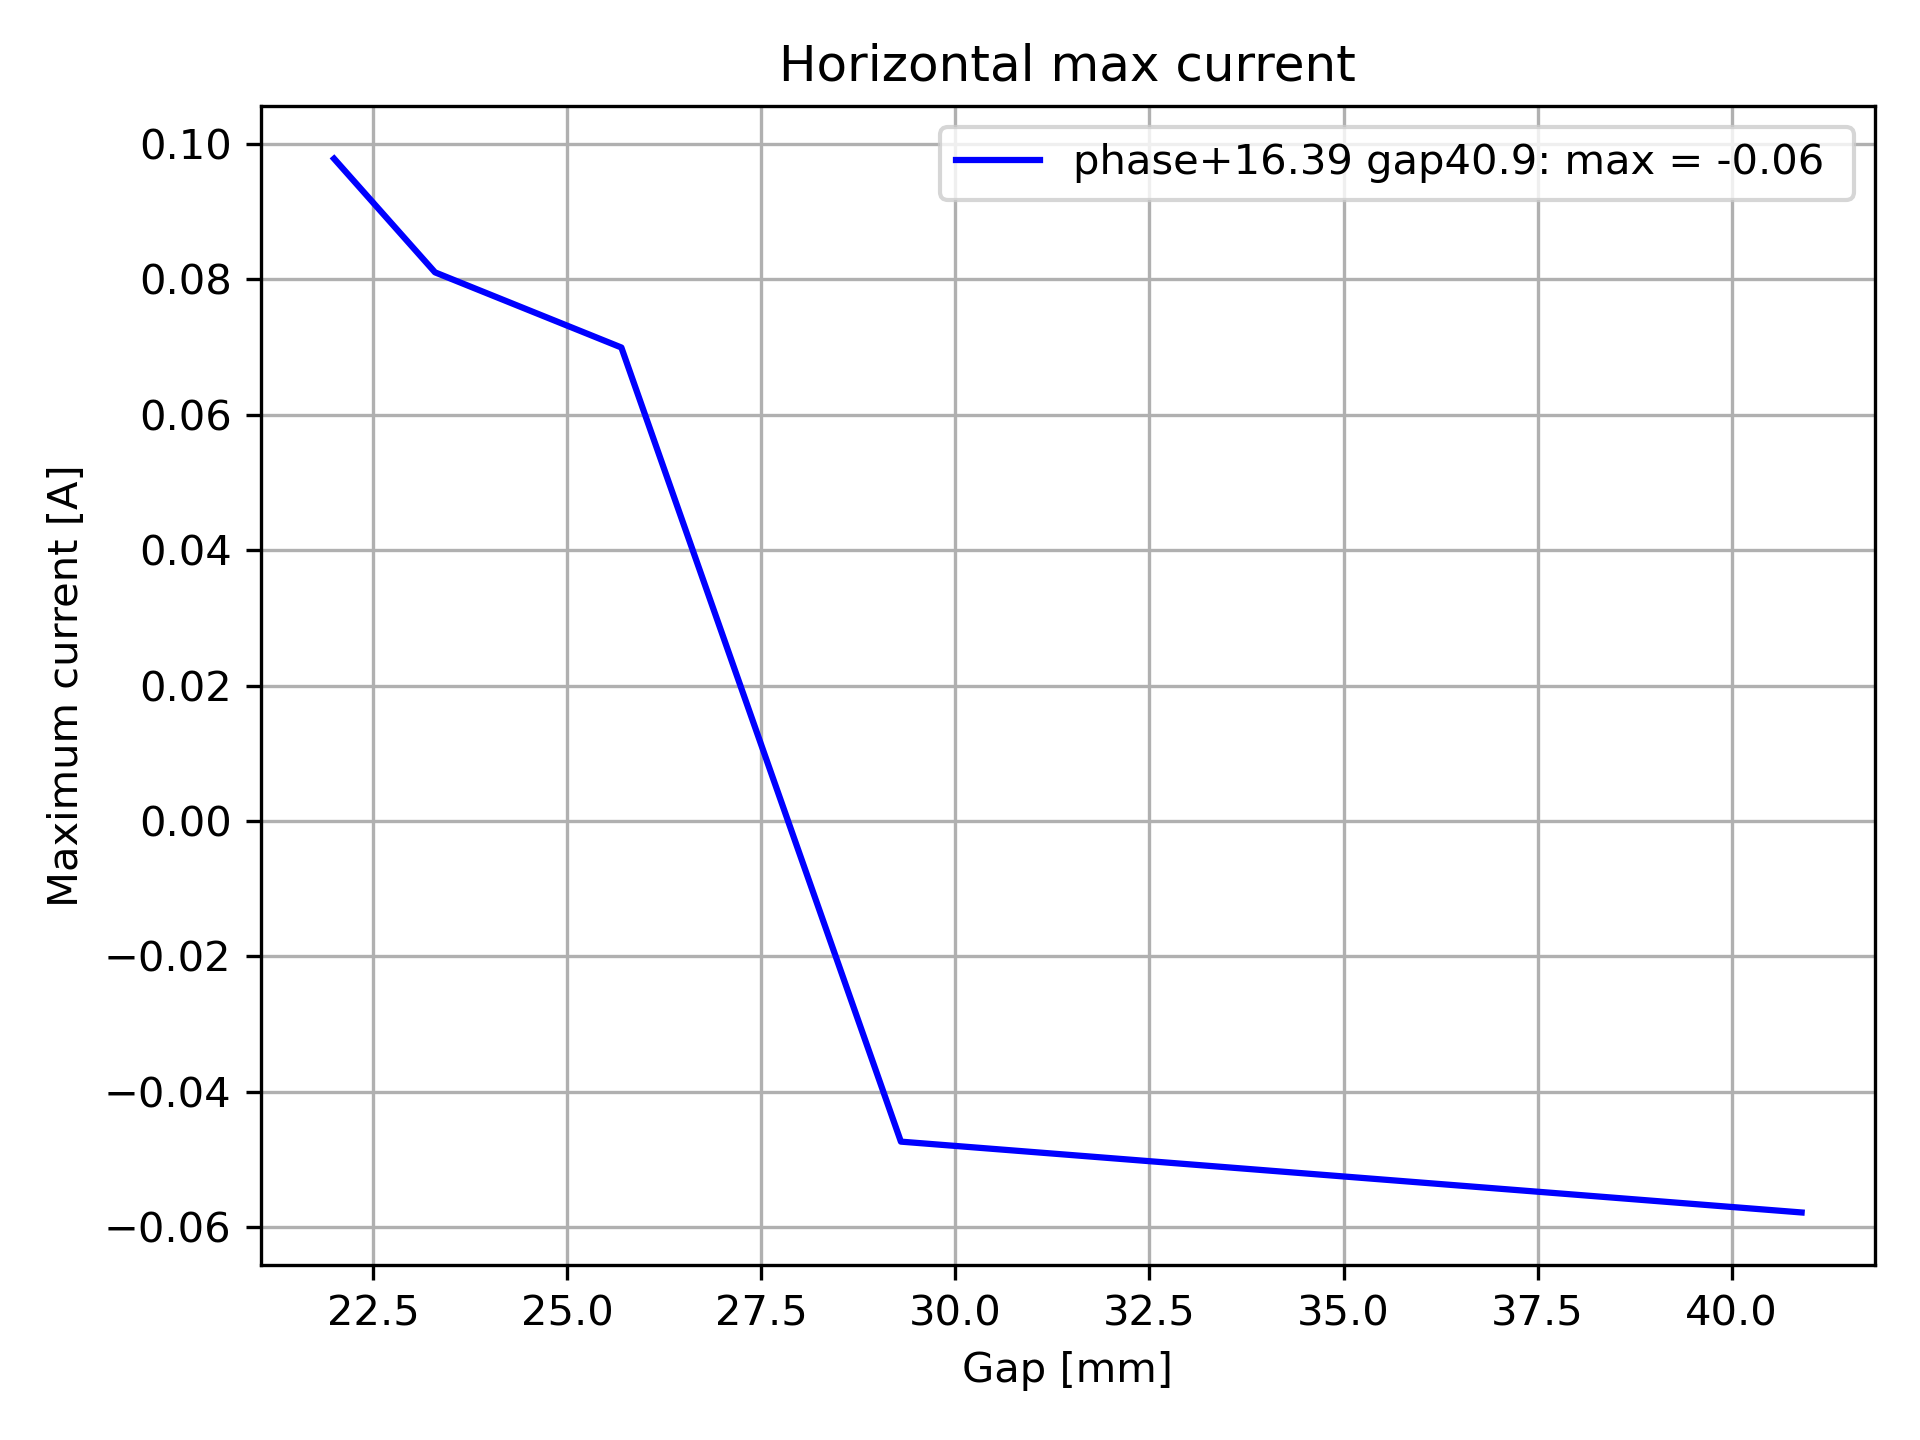 Horizontal max current
phase+16.39 gap40.9: max = -0.06
Maximum current [A]
0.10
0.08
0.06
0.04
0.02
0.00
−0.02
−0.04
−0.06
22.5 25.0 27.5 30.0 32.5 35.0 37.5 40.0
Gap [mm]